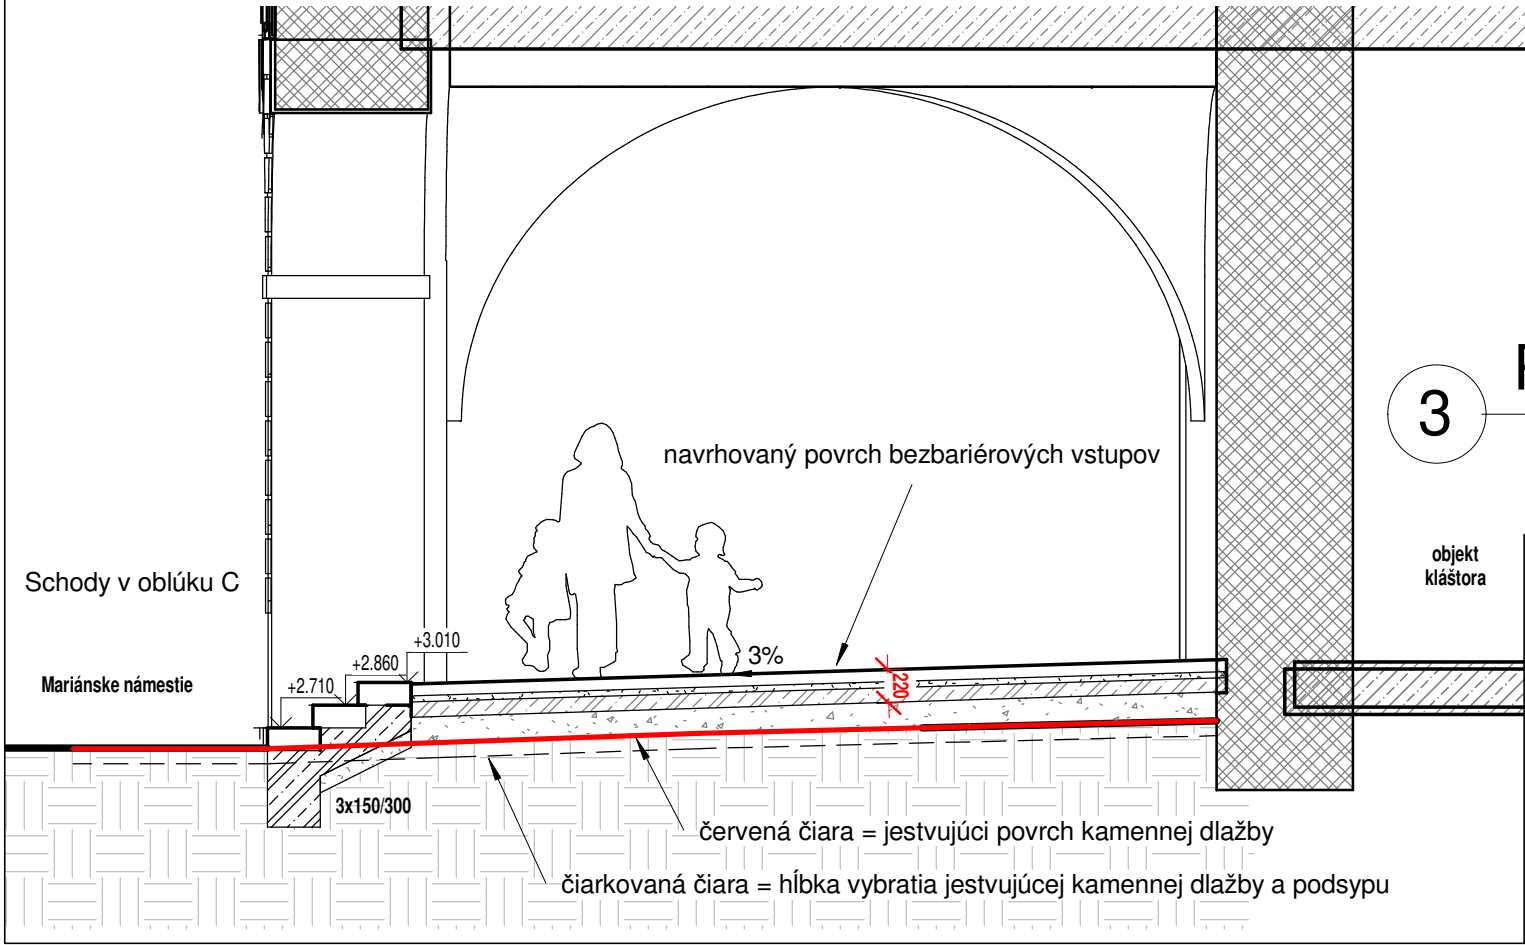 navrhovaný povrch bezbariérových vstupov
3
objekt
kláštora
Schody v oblúku C
+3.010
+2.860
+2.710
3%
220
Mariánske námestie
3x150/300
červená čiara = jestvujúci povrch kamennej dlažby
čiarkovaná čiara = hĺbka vybratia jestvujúcej kamennej dlažby a podsypu